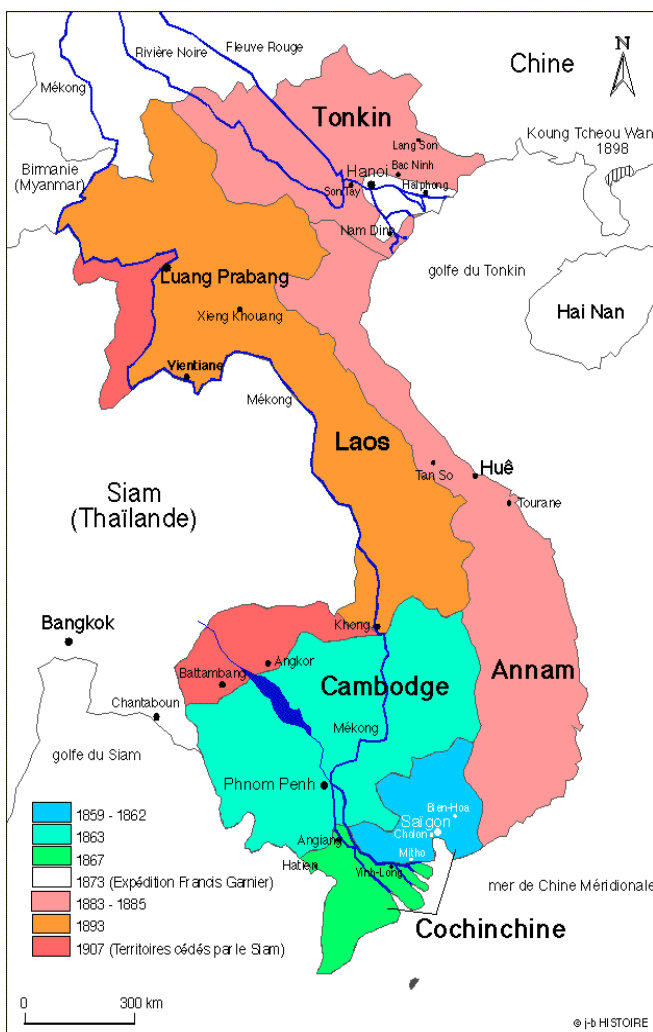 Fleuve Rouge
Rivière Noire
Chine
N
Mékong
Tonkin
Lang Son
Koung Tcheou Wan
1898
Bac Ninh
Birmanie
(Myanmar)
Hanoi
Son Tay
Haïphong
Nam Dinh
golfe du Tonkin
Luang Prabang
Hai Nan
Xieng Khouang
Vientiane
Mékong
Laos
Huê
Tan So
Tourane
Siam
(Thaïlande)
Bangkok
Khong
Angkor
Annam
Battambang
Cambodge
Chantaboun
Mékong
golfe du Siam
Phnom Penh
Bien-Hoa
Saïgon
Cholon
Angiang
Mitho
Hatien
Vinh-Long
mer de Chine Méridionale
Cochinchine
1859 - 1862
1863
1867
1873 (Expédition Francis Garnier)
1883 - 1885
1893
1907 (Territoires cédés par le Siam)
0 300 km
© j-b HISTOIRE